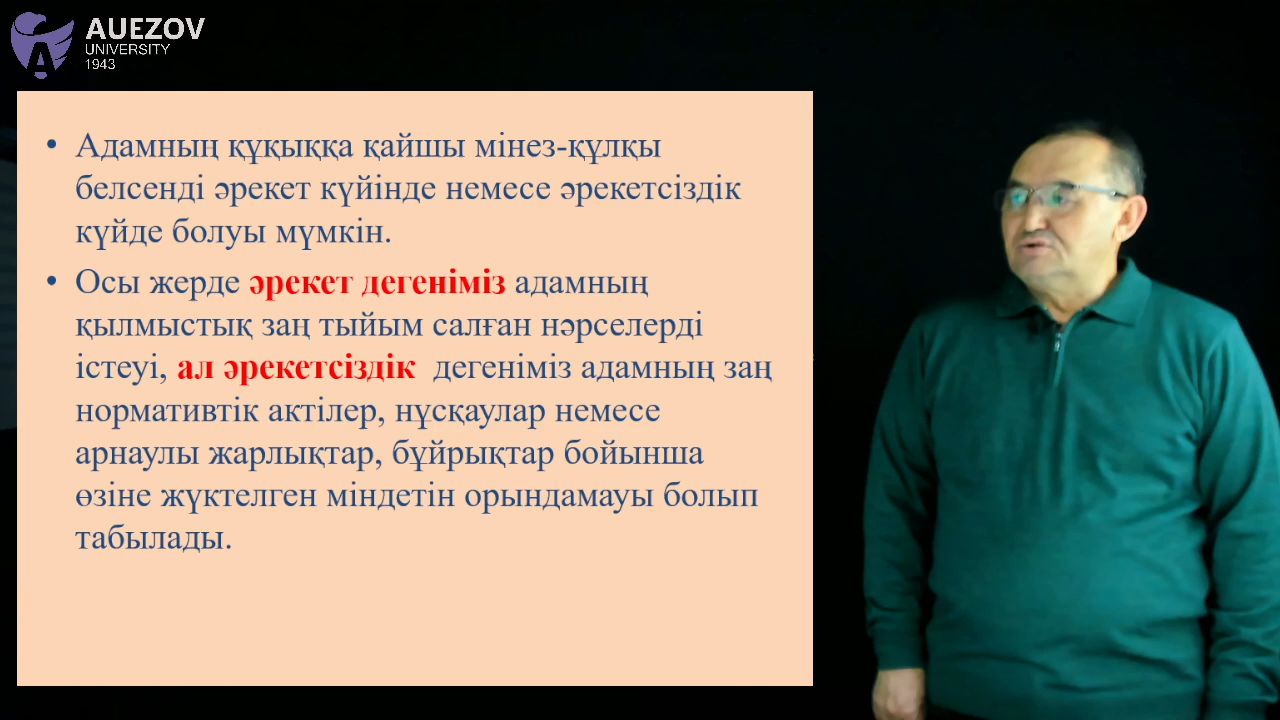 AUEZOV
UNIVERSITY
1943
• Адамның құқыққа қайшы мінез-құлқы
белсенді әрекет күйінде немесе әрекетсіздік
күйде болуы мүмкін.
• Осы жерде әрекет дегеніміз адамның
қылмыстық заң тыйым салған нәрселерді
істеуі, ал әрекетсіздік дегеніміз адамның заң
нормативтік актілер, нұсқаулар немесе
арнаулы жарлықтар, бұйрықтар бойынша
өзіне жүктелген міндетін орындамауы болып
табылады.